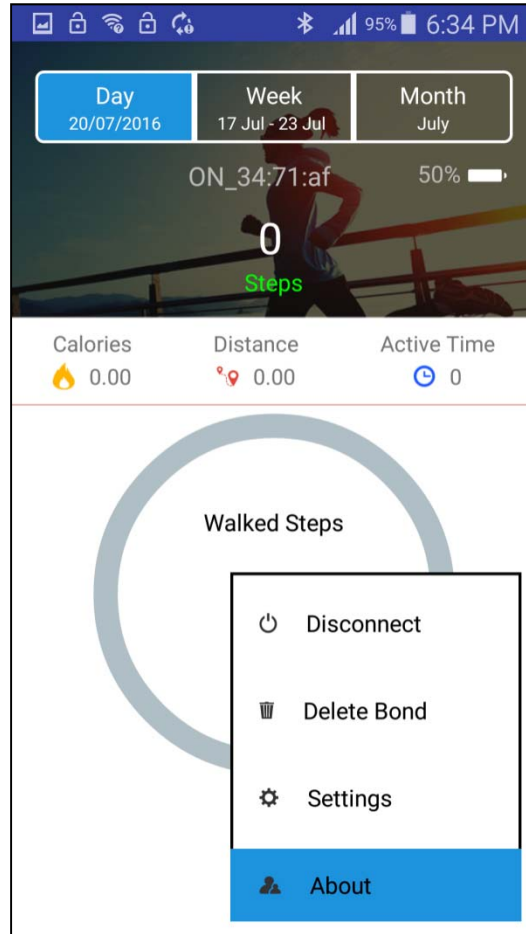 95% 6:34 PM
Day Week Month
20/07/2016 17 Jul - 23 Jul July
ON_34:71:af 50%
0
Steps
Calories Distance Active Time
0.00 0.00 0
Walked Steps
Disconnect
Delete Bond
Settings
About